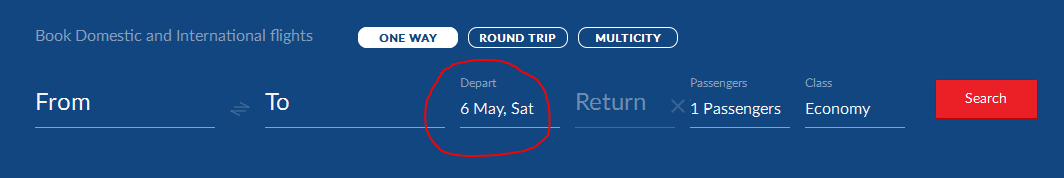 Book Domestic and International flights ONE WAY ROUND TRIP MULTICITY
Depart Passengers Class
From To 6 May, Sat Return 1 Passengers Economy Search